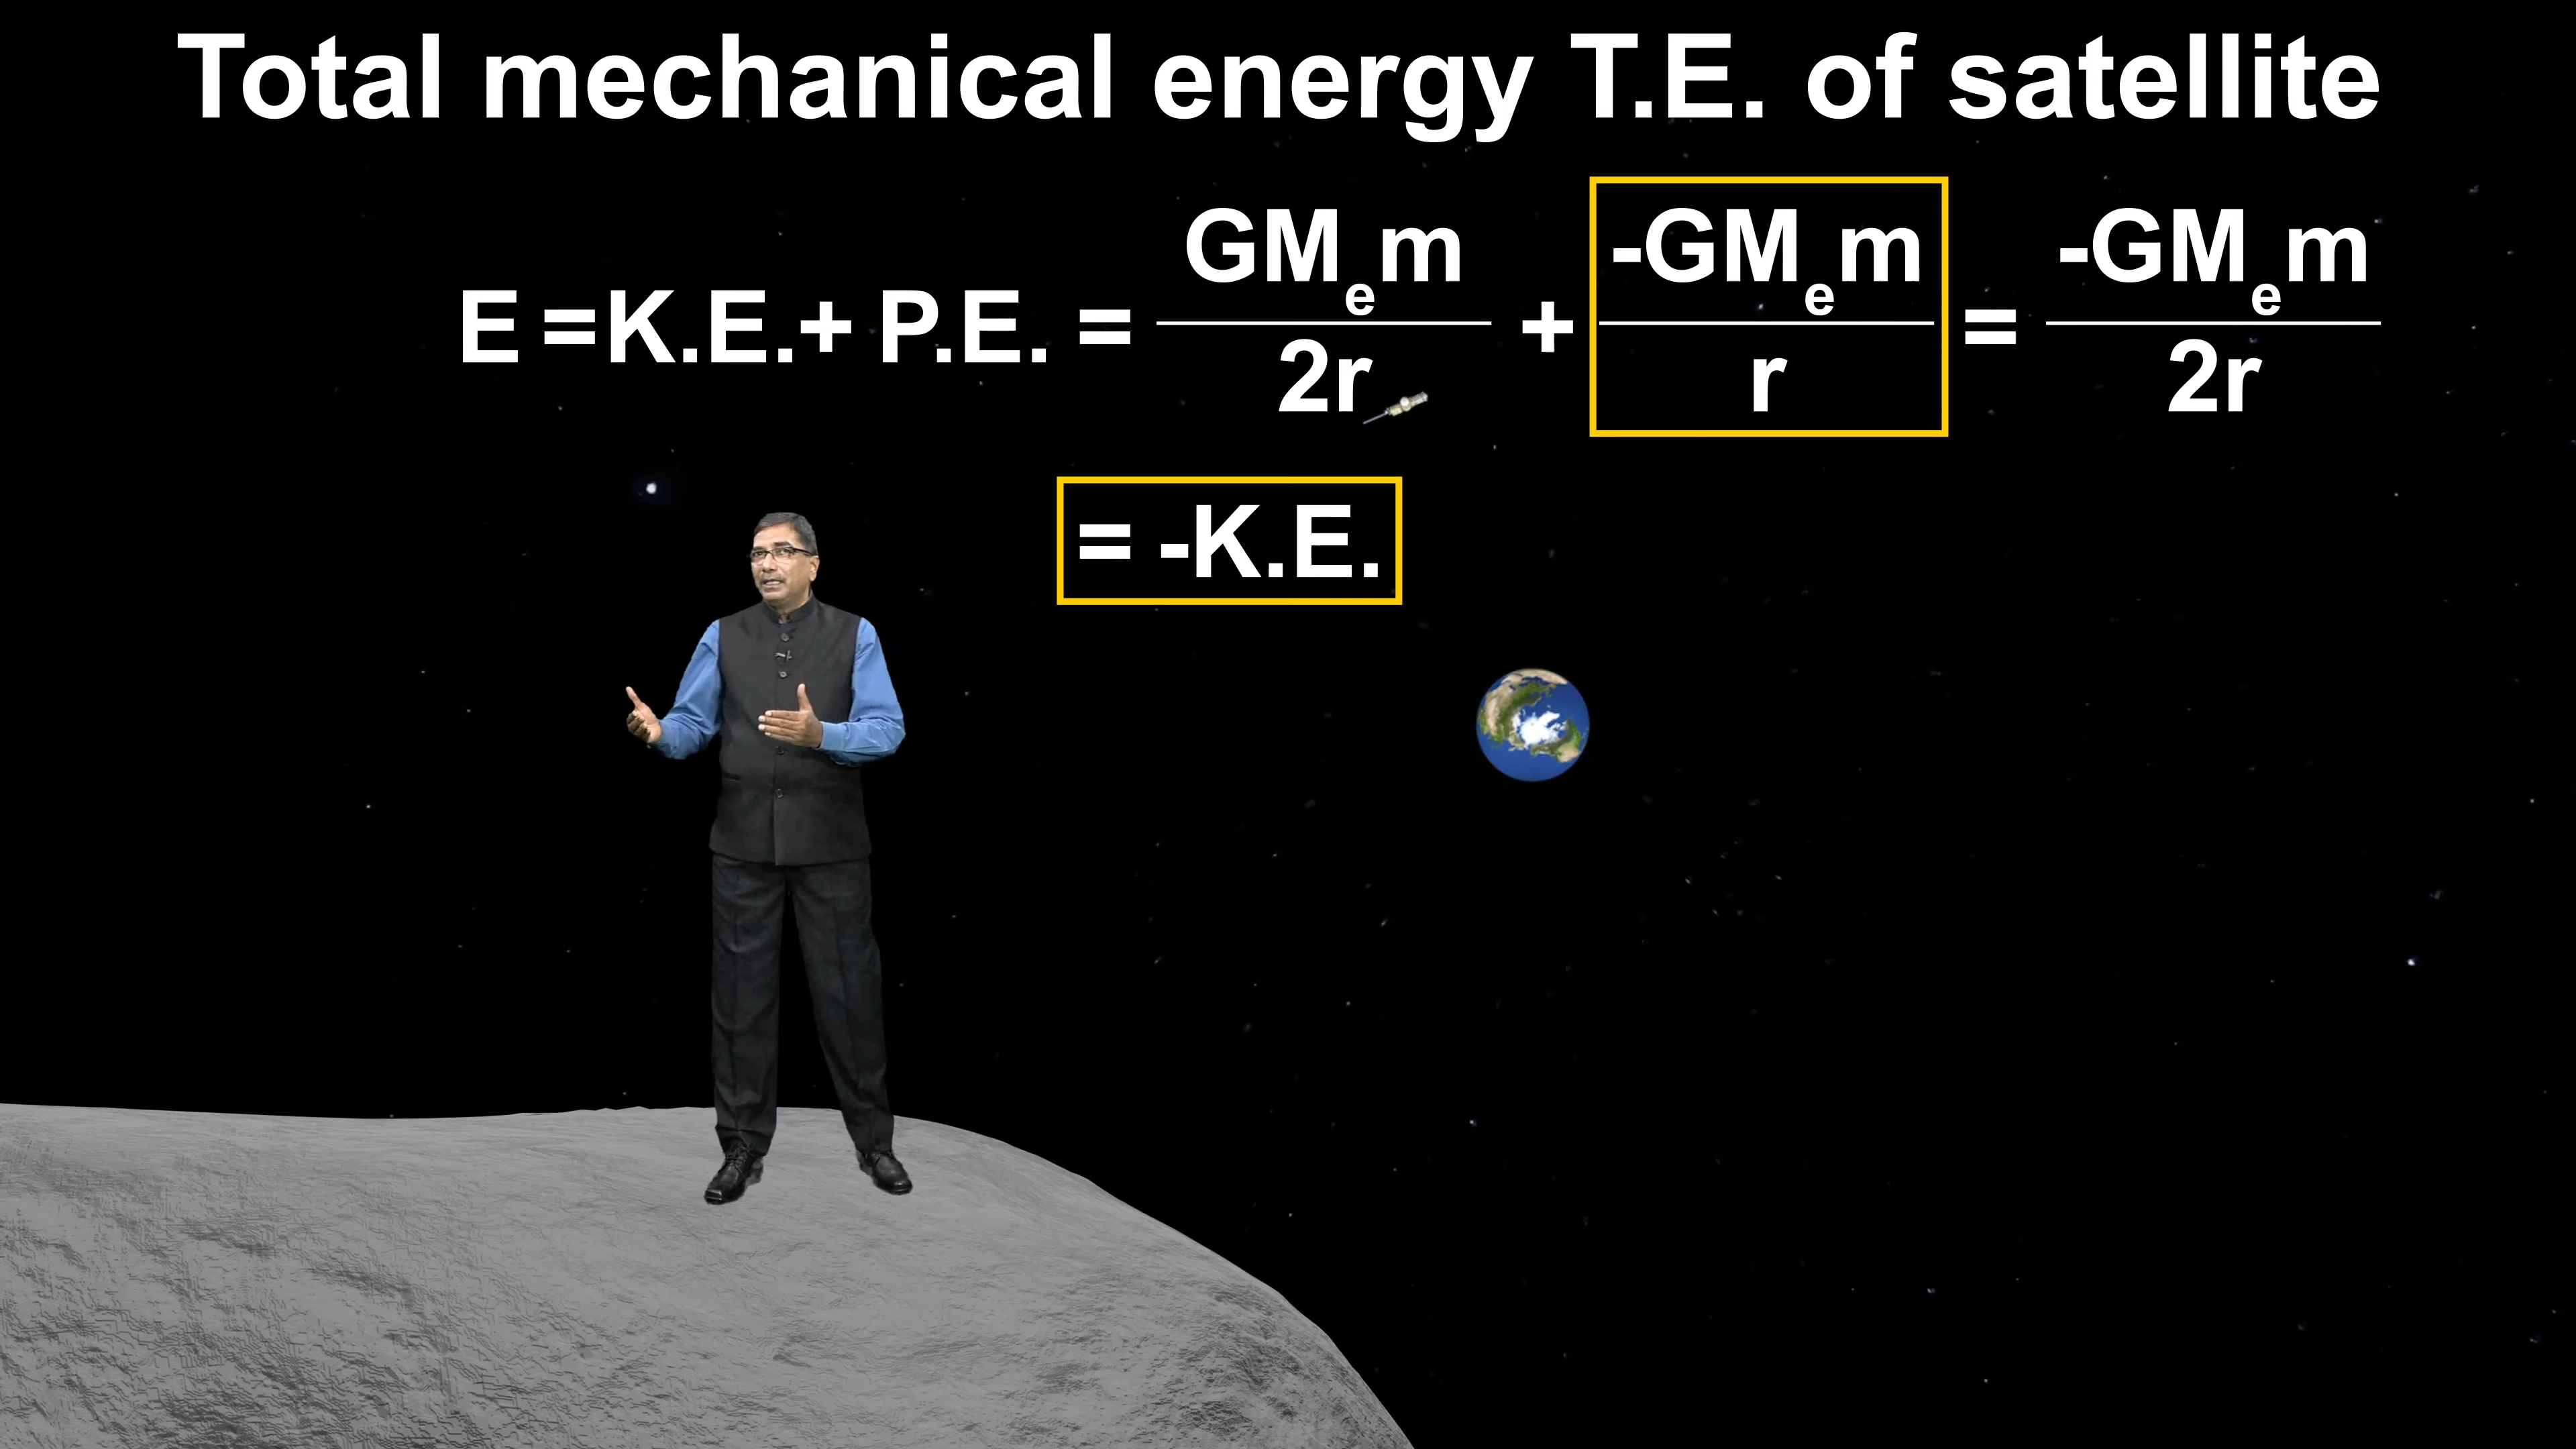 Total mechanical energy T.E. of satellite
E =K.E.+ P.E. = GMem/2r + -GMem/r = -GMem/2r
= -K.E.